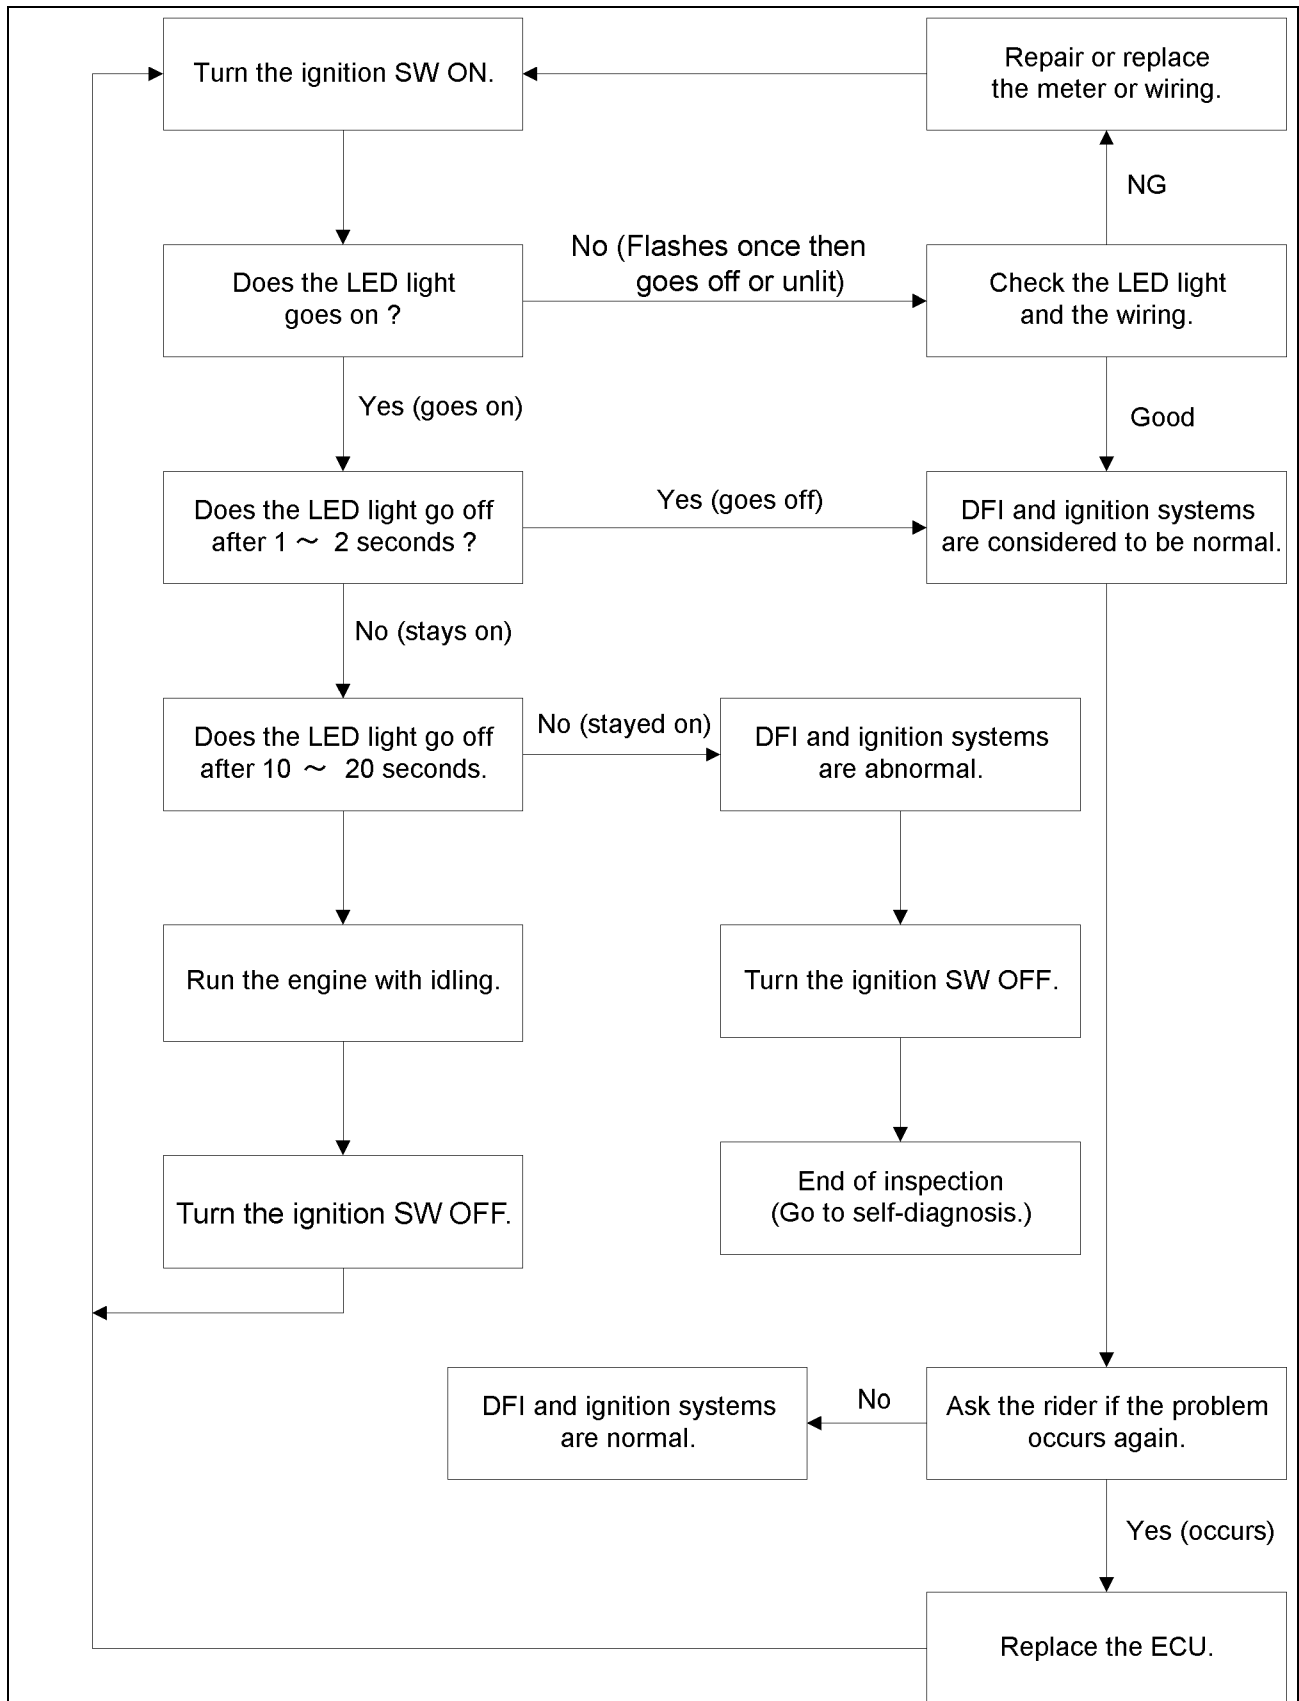 Turn the ignition SW ON.
Repair or replace
the meter or wiring.
NG
No (Flashes once then
goes off or unlit)
Does the LED light
goes on ?
Check the LED light
and the wiring.
Yes (goes on)
Good
Does the LED light go off
after 1 ～ 2 seconds ?
Yes (goes off)
DFI and ignition systems
are considered to be normal.
No (stays on)
Does the LED light go off
after 10 ～ 20 seconds.
No (stayed on)
DFI and ignition systems
are abnormal.
Run the engine with idling.
Turn the ignition SW OFF.
Turn the ignition SW OFF.
End of inspection
(Go to self-diagnosis.)
DFI and ignition systems
are normal.
No
Ask the rider if the problem
occurs again.
Yes (occurs)
Replace the ECU.